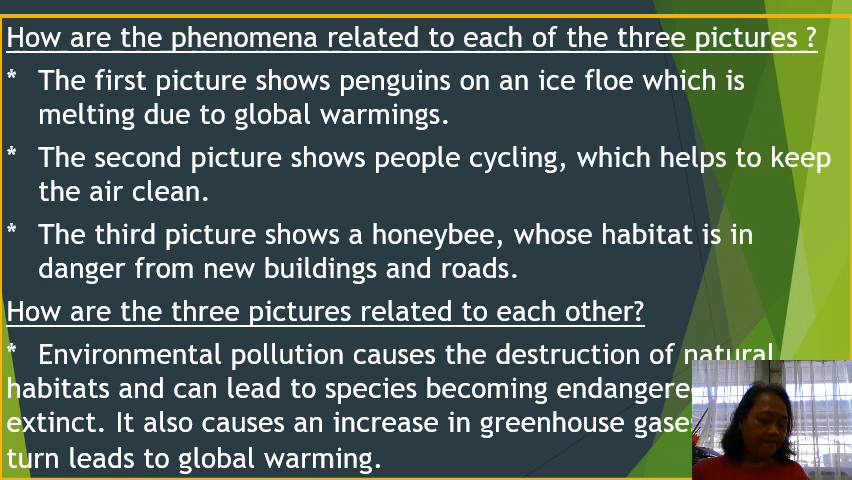 How are the phenomena related to each of the three pictures ?
* The first picture shows penguins on an ice floe which is
melting due to global warmings.
* The second picture shows people cycling, which helps to keep
the air clean.
* The third picture shows a honeybee, whose habitat is in
danger from new buildings and roads.
How are the three pictures related to each other?
* Environmental pollution causes the destruction of natural
habitats and can lead to species becoming
extinct. It also causes an increase in greenhouse
turn leads to global warming.